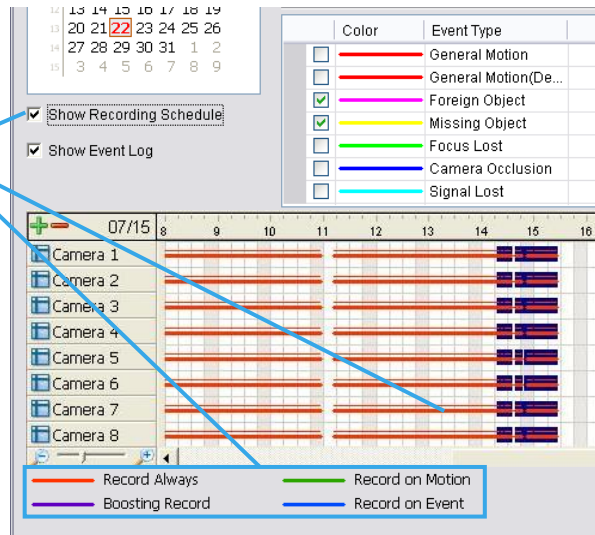 12 13 14 15 16 17 18 19
13 20 21 22 23 24 25 26
14 27 28 29 30 31 1 2
15 3 4 5 6 7 8 9
Show Recording Schedule
Show Event Log
Color Event Type
General Motion
General Motion(De...
Foreign Object
Missing Object
Focus Lost
Camera Occlusion
Signal Lost
07/15 8 9 10 11 12 13 14 15 16
Camera 1
Camera 2
Camera 3
Camera 4
Camera 5
Camera 6
Camera 7
Camera 8
Record Always
Record on Motion
Boosting Record
Record on Event